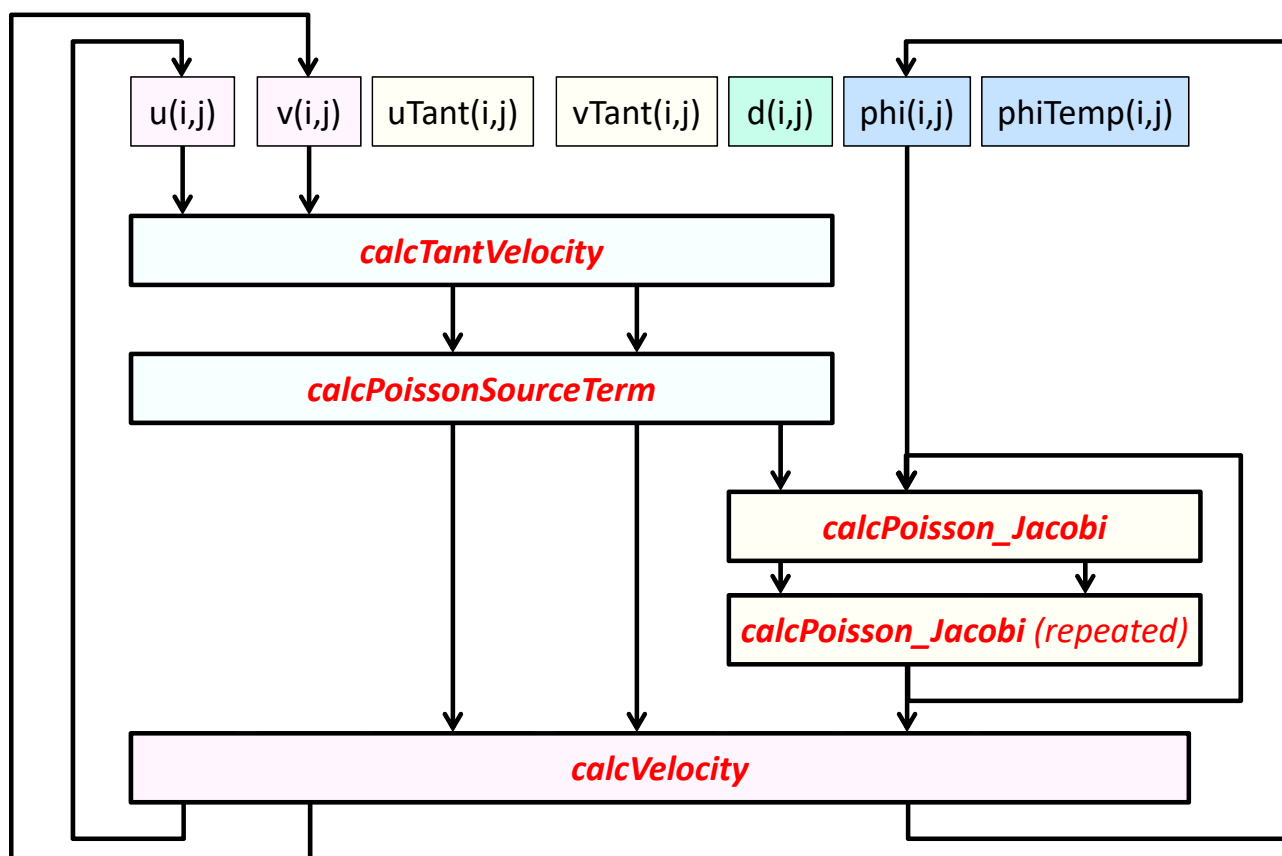 u(i,j) v(i,j) uTant(i,j) vTant(i,j) d(i,j) phi(i,j) phiTemp(i,j)
calcTantVelocity
calcPoissonSourceTerm
calcPoisson_Jacobi
calcPoisson_Jacobi (repeated)
calcVelocity